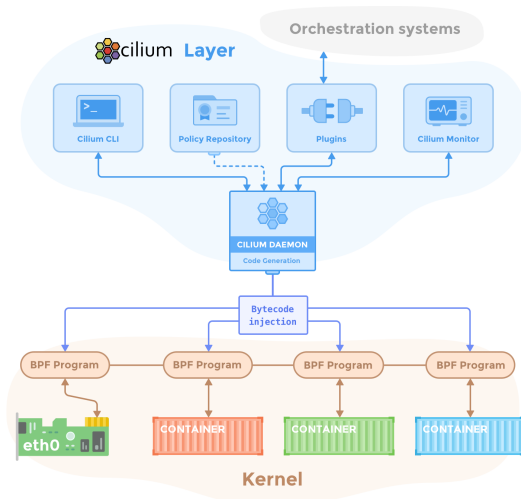 Orchestration systems
cilium Layer
>_
Cilium CLI
Policy Repository
Plugins
Cilium Monitor
CILIUM DAEMON
Code Generation
Bytecode
injection
BPF Program
BPF Program
BPF Program
BPF Program
eth0
CONTAINER
CONTAINER
CONTAINER
Kernel